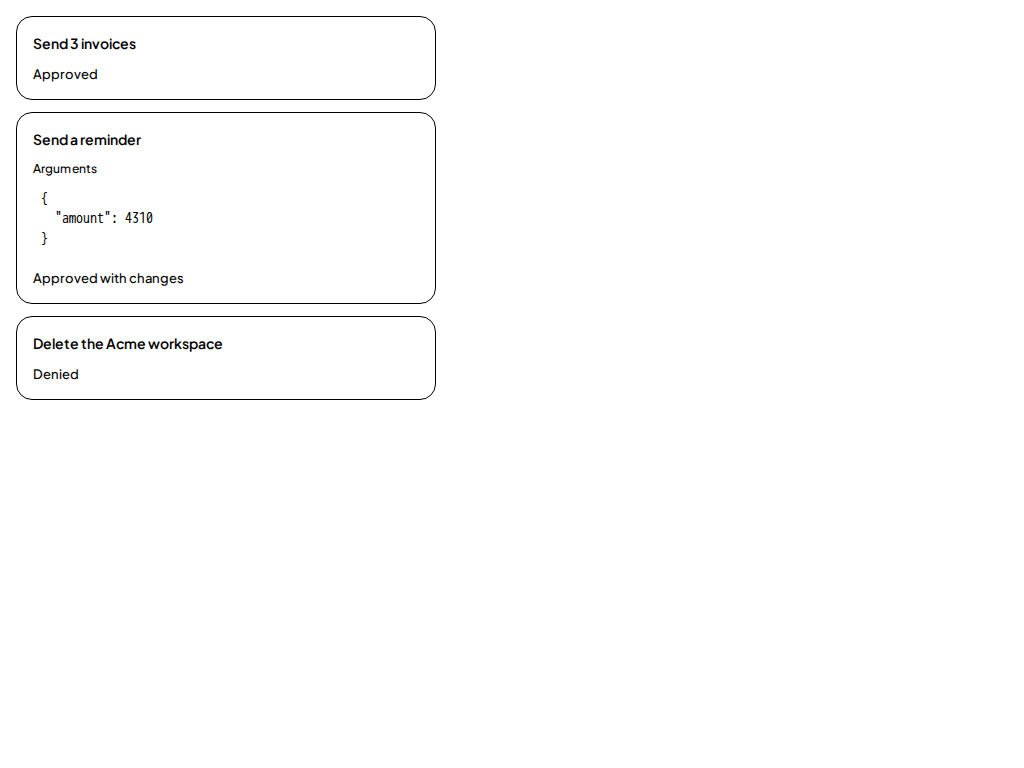 Send 3 invoices
Approved
Send a reminder
Arguments
{
  "amount": 4310
}
Approved with changes
Delete the Acme workspace
Denied